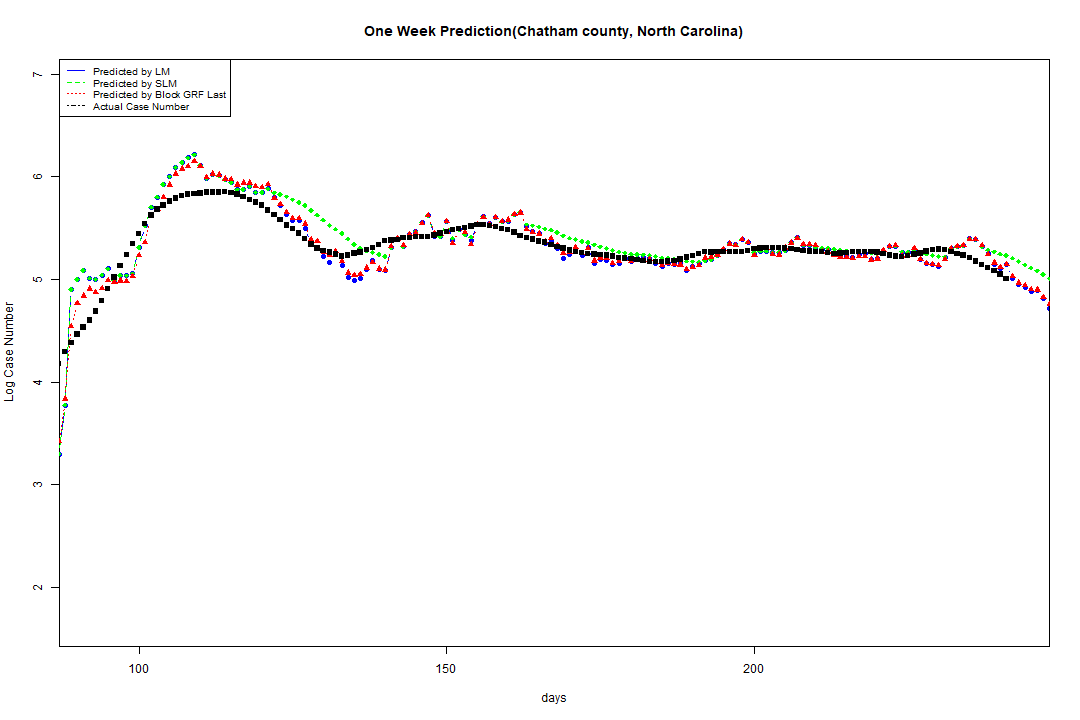 One Week Prediction(Chatham county, North Carolina)
Predicted by LM
Predicted by SLM
Predicted by Block GRF Last
Actual Case Number
7
6
5
4
3
2
Log Case Number
100 150 200
days